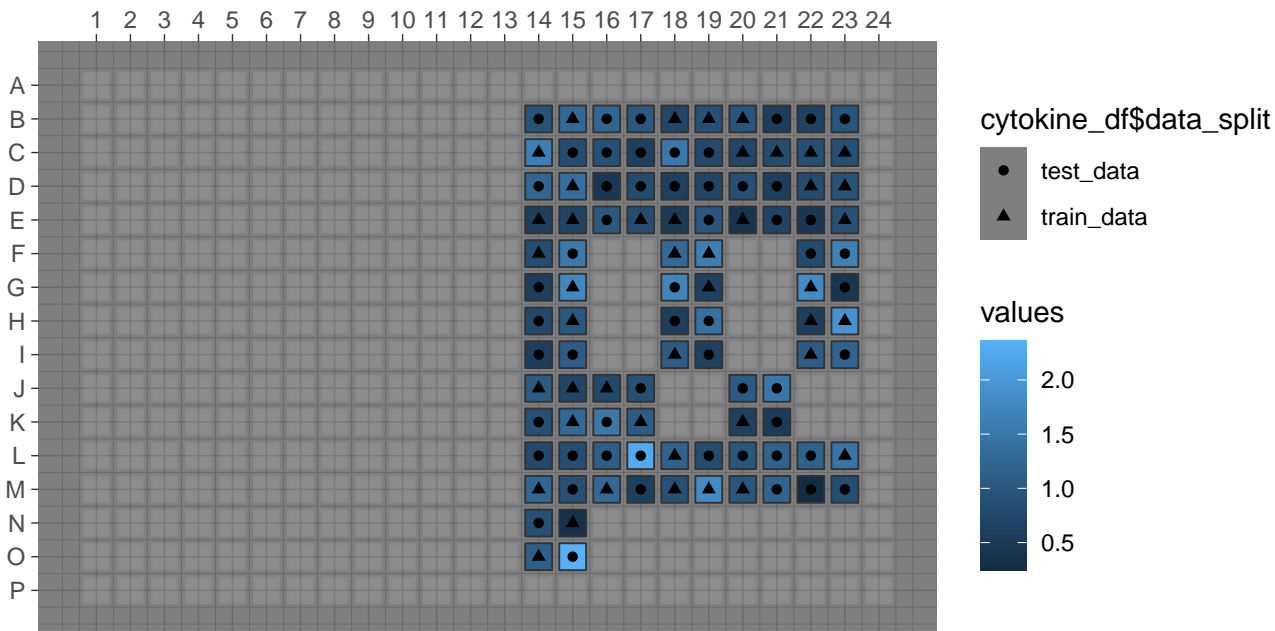 1 2 3 4 5 6 7 8 9 10 11 12 13 14 15 16 17 18 19 20 21 22 23 24
A
B
C
D
E
F
G
H
I
J
K
L
M
N
O
P
cytokine_df$data_split
test_data
train_data
values
2.0
1.5
1.0
0.5